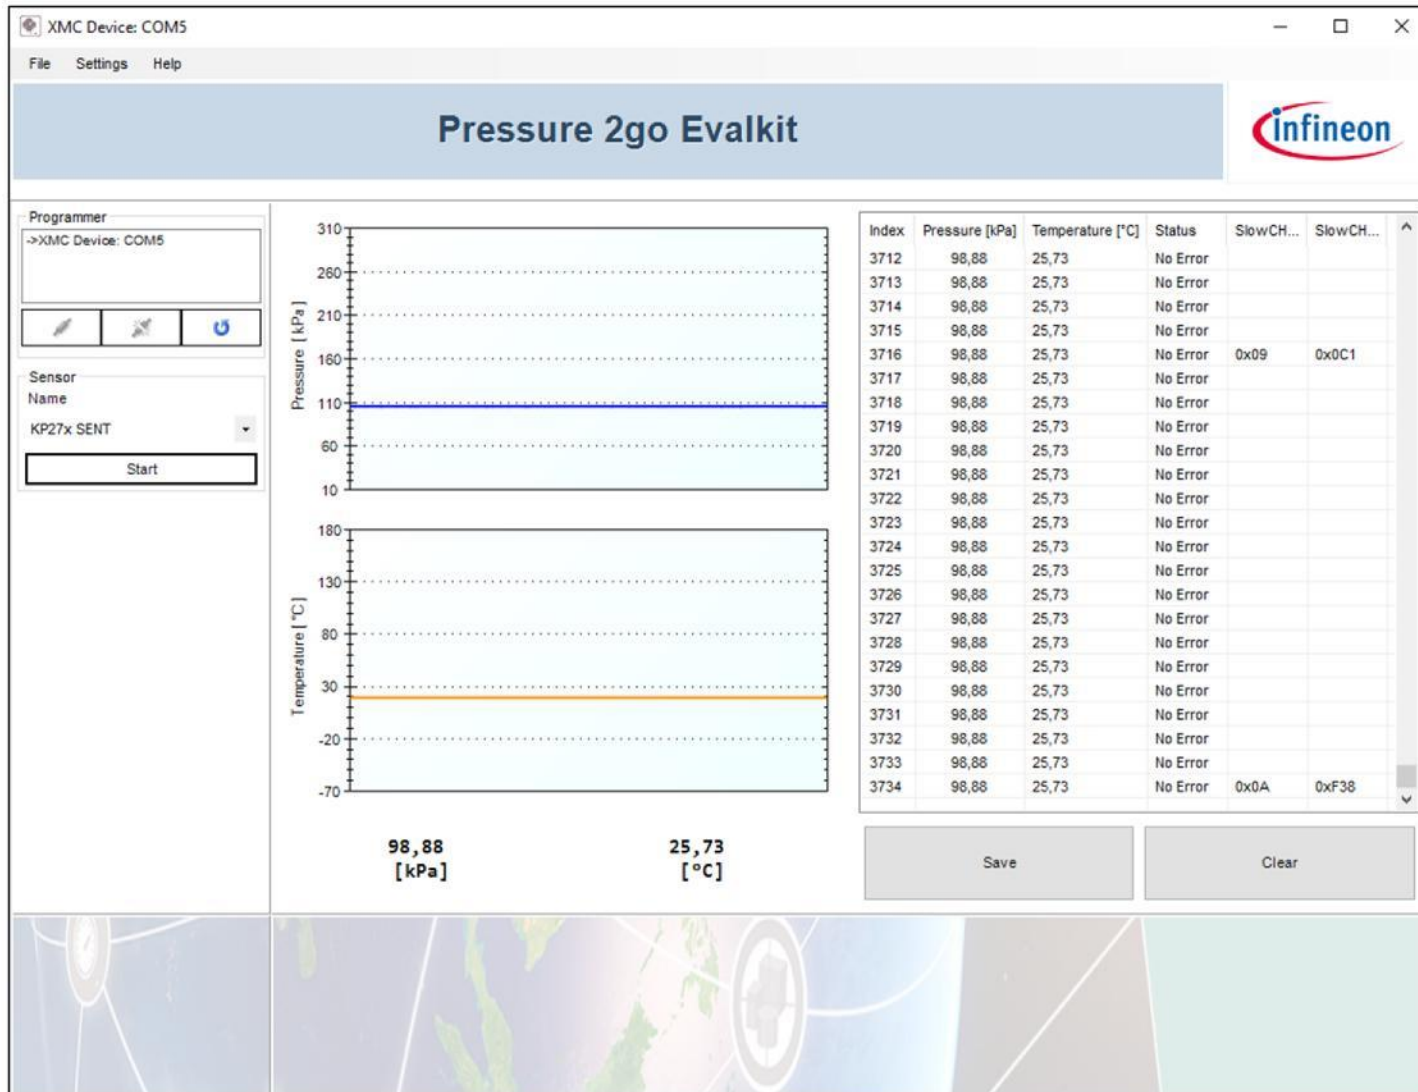 XMC Device: COM5
File Settings Help
Pressure 2go Evalkit
infineon
Programmer
->XMC Device: COM5
Sensor
Name
KP27x SENT
Start
310
260
210
160
110
60
10
Pressure [kPa]
180
130
80
30
-20
-70
Temperature [°C]
98,88
[kPa]
25,73
[°C]
Index Pressure [kPa] Temperature [°C] Status SlowCH... SlowCH...
3712 98,88 25,73 No Error
3713 98,88 25,73 No Error
3714 98,88 25,73 No Error
3715 98,88 25,73 No Error
3716 98,88 25,73 No Error 0x09 0x0C1
3717 98,88 25,73 No Error
3718 98,88 25,73 No Error
3719 98,88 25,73 No Error
3720 98,88 25,73 No Error
3721 98,88 25,73 No Error
3722 98,88 25,73 No Error
3723 98,88 25,73 No Error
3724 98,88 25,73 No Error
3725 98,88 25,73 No Error
3726 98,88 25,73 No Error
3727 98,88 25,73 No Error
3728 98,88 25,73 No Error
3729 98,88 25,73 No Error
3730 98,88 25,73 No Error
3731 98,88 25,73 No Error
3732 98,88 25,73 No Error
3733 98,88 25,73 No Error
3734 98,88 25,73 No Error 0x0A 0xF38
Save
Clear